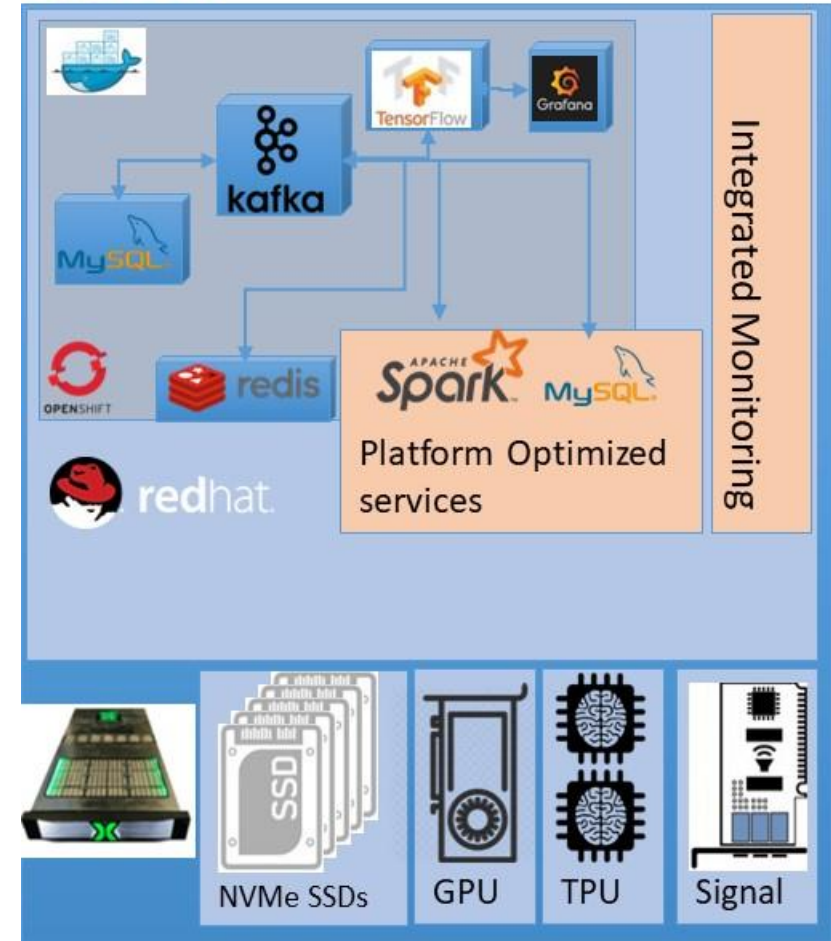 TensorFlow
Grafana
kafka
MySQL
OPENSHIFT
redis
APACHE
Spark
MySQL
Platform Optimized
services
redhat
Integrated Monitoring
SSD
NVMe SSDs
GPU
TPU
Signal